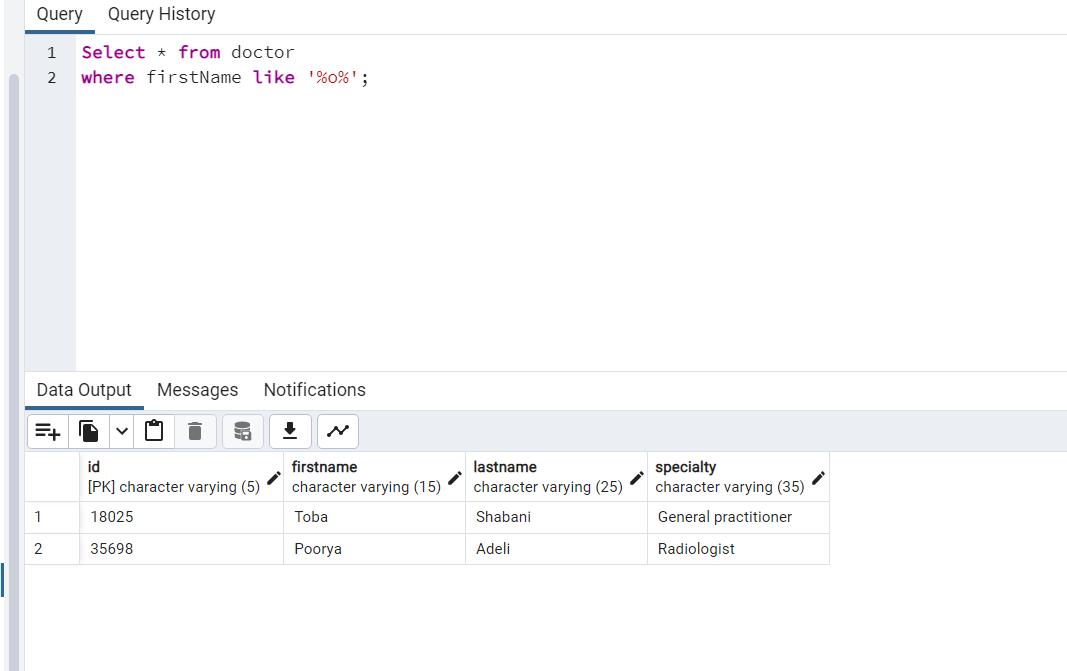 Query Query History
1 Select * from doctor
2 where firstName like '%o%';
Data Output Messages Notifications
id firstname lastname specialty
[PK] character varying (5) character varying (15) character varying (25) character varying (35)
1 18025 Toba Shabani General practitioner
2 35698 Poorya Adeli Radiologist